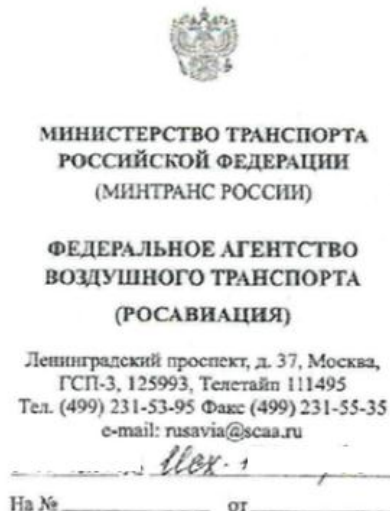 МИНИСТЕРСТВО ТРАНСПОРТА
РОССИЙСКОЙ ФЕДЕРАЦИИ
(МИНТРАНС РОССИИ)
ФЕДЕРАЛЬНОЕ АГЕНТСТВО
ВОЗДУШНОГО ТРАНСПОРТА
(РОСАВИАЦИЯ)
Ленинградский проспект, д. 37, Москва,
ГСП-3, 125993, Телетайп 111495
Тел. (499) 231-53-95 Факс (499) 231-55-35
e-mail: rusavia@scaa.ru
Исх. 1
На № от